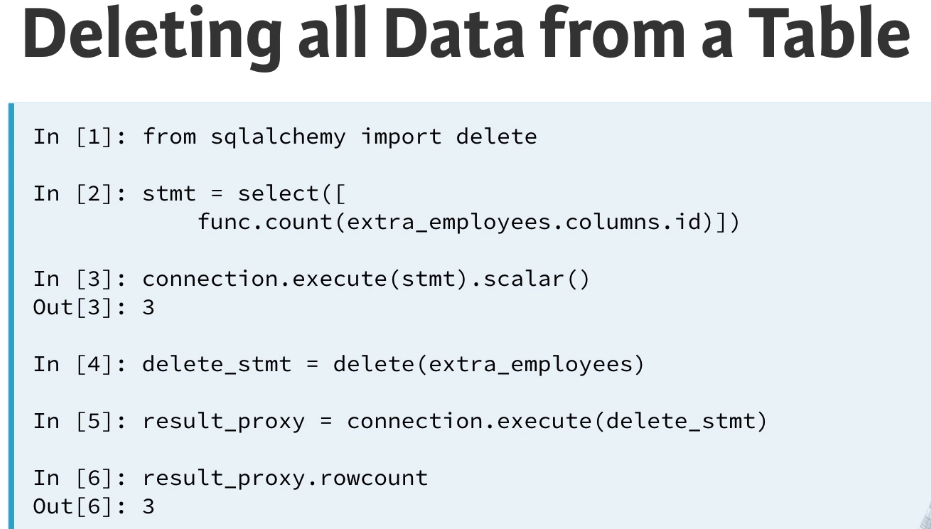 Deleting all Data from a Table
In [1]: from sqlalchemy import delete
In [2]: stmt = select([
func.count(extra_employees.columns.id)])
In [3]: connection.execute(stmt).scalar()
Out[3]: 3
In [4]: delete_stmt = delete(extra_employees)
In [5]: result_proxy = connection.execute(delete_stmt)
In [6]: result_proxy.rowcount
Out[6]: 3